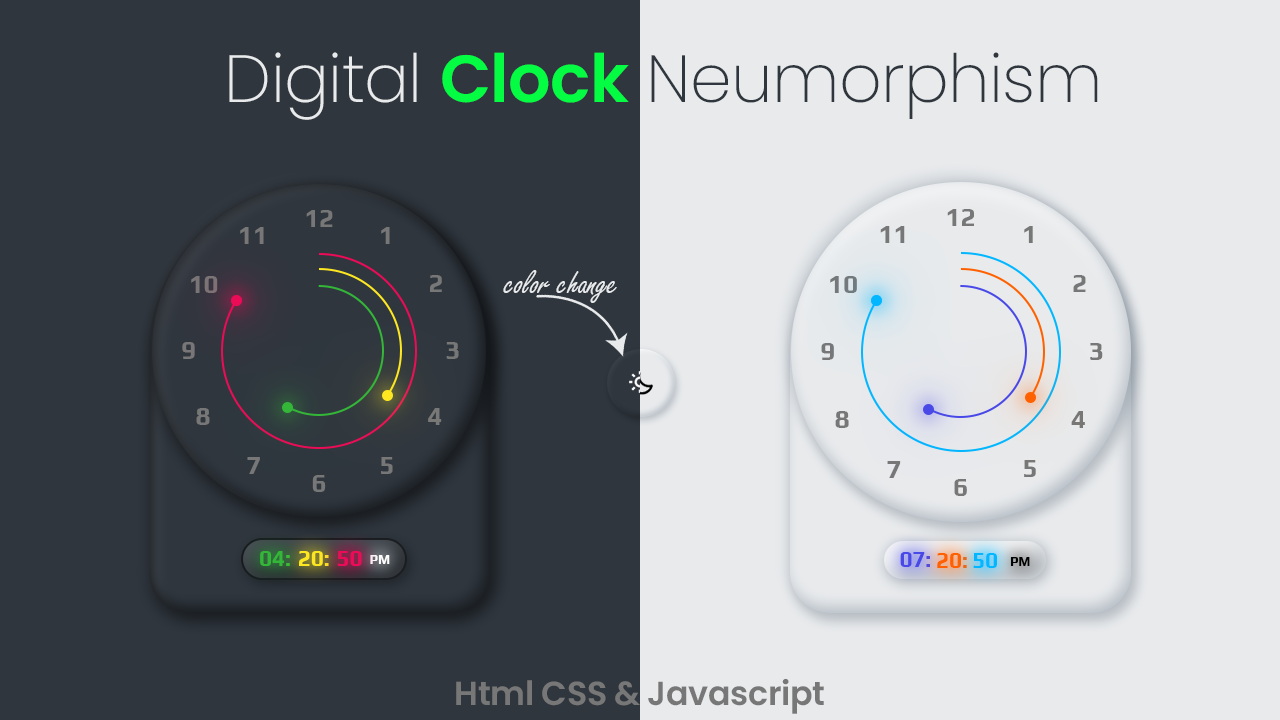 Digital Clock Neumorphism
12
11 1
10 2
9 3
8 4
7 5
6
04: 20: 50 PM
color change
12
11 1
10 2
9 3
8 4
7 5
6
07: 20: 50 PM
Html CSS & Javascript